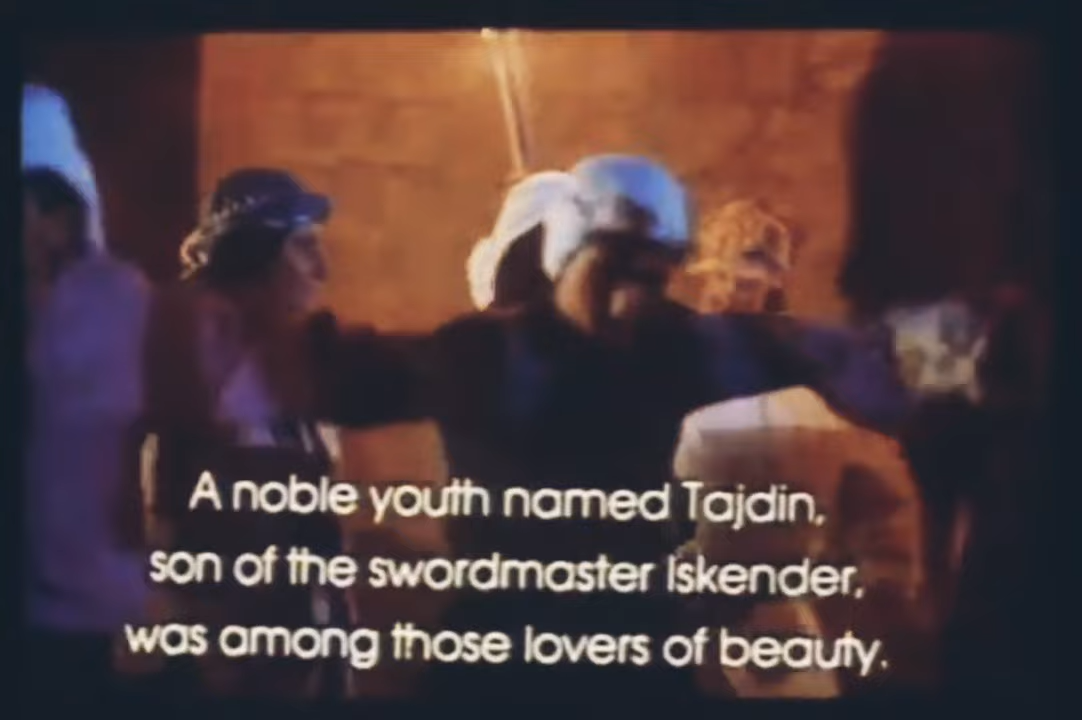 A noble youth named Tajdin,
son of the swordmaster Iskender,
was among those lovers of beauty.